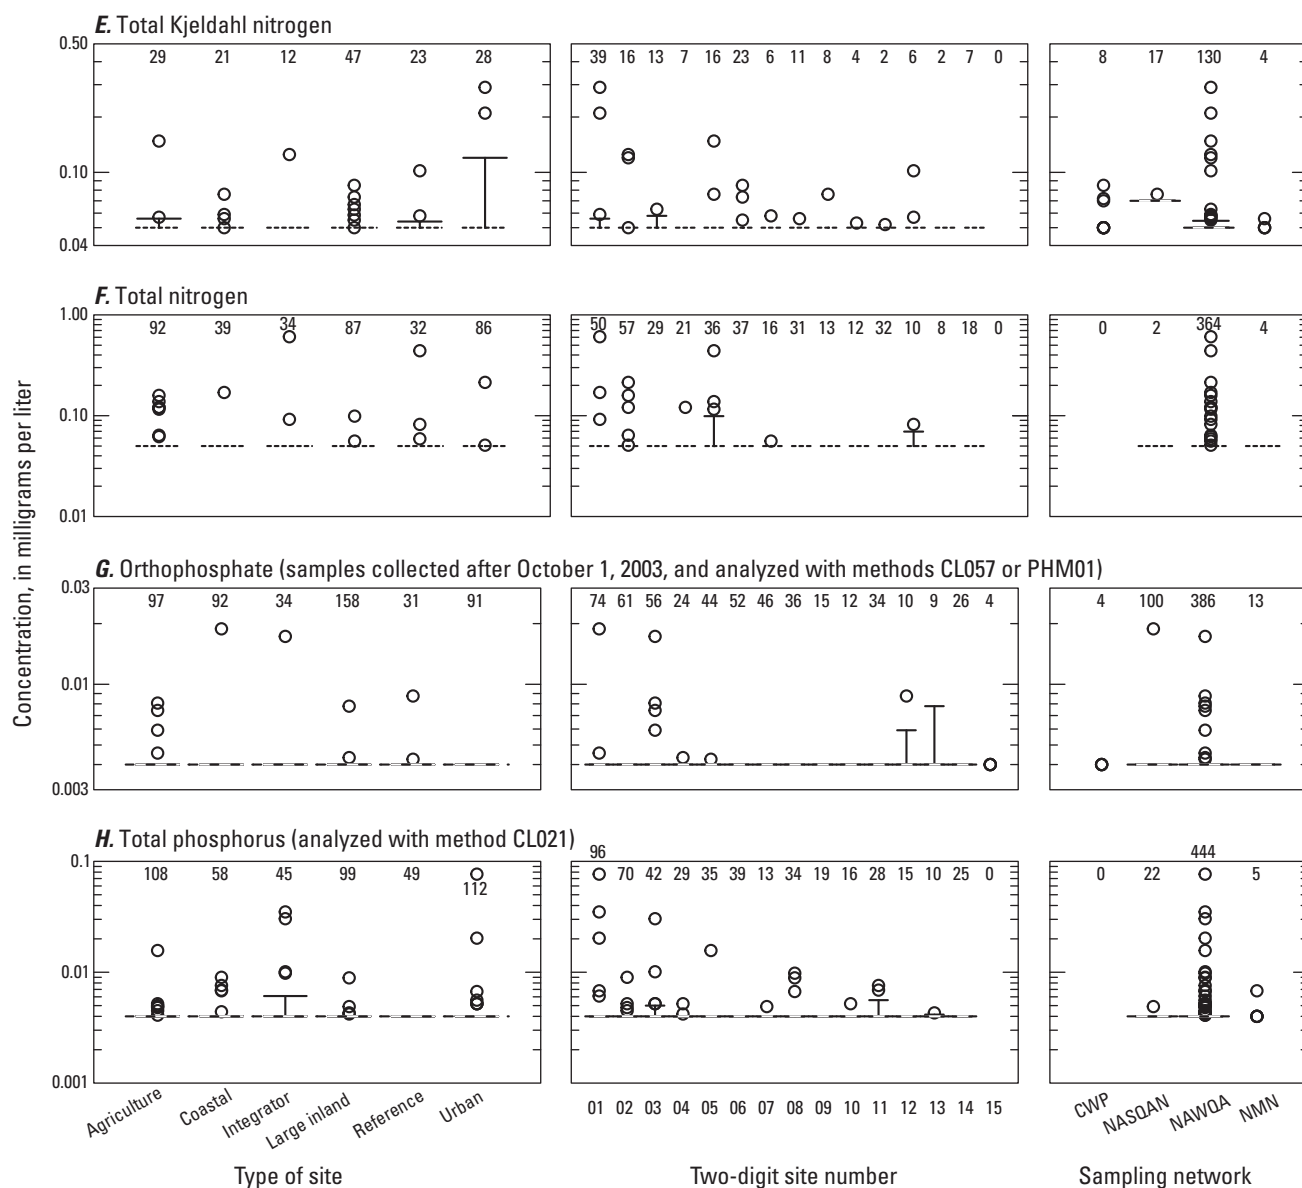 E. Total Kjeldahl nitrogen
0.50
29 21 12 47 23 28
39 16 13 7 16 23 6 11 8 4 2 6 2 7 0
8 17 130 4
0.10
0.04
F. Total nitrogen
1.00
92 39 34 87 32 86
50 57 29 21 36 37 16 31 13 12 32 10 8 18 0
0 2 364 4
0.10
0.01
Concentration, in milligrams per liter
G. Orthophosphate (samples collected after October 1, 2003, and analyzed with methods CL057 or PHM01)
0.03
97 92 34 158 31 91
74 61 56 24 44 52 46 36 15 12 34 10 9 26 4
4 100 386 13
0.01
0.003
H. Total phosphorus (analyzed with method CL021)
0.1
108 58 45 99 49 112
96 70 42 29 35 39 13 34 19 16 28 15 10 25 0
0 22 444 5
0.01
0.001
Agriculture Coastal Integrator Large inland Reference Urban
01 02 03 04 05 06 07 08 09 10 11 12 13 14 15
CWP NASQAN NAWQA NMN
Type of site
Two-digit site number
Sampling network